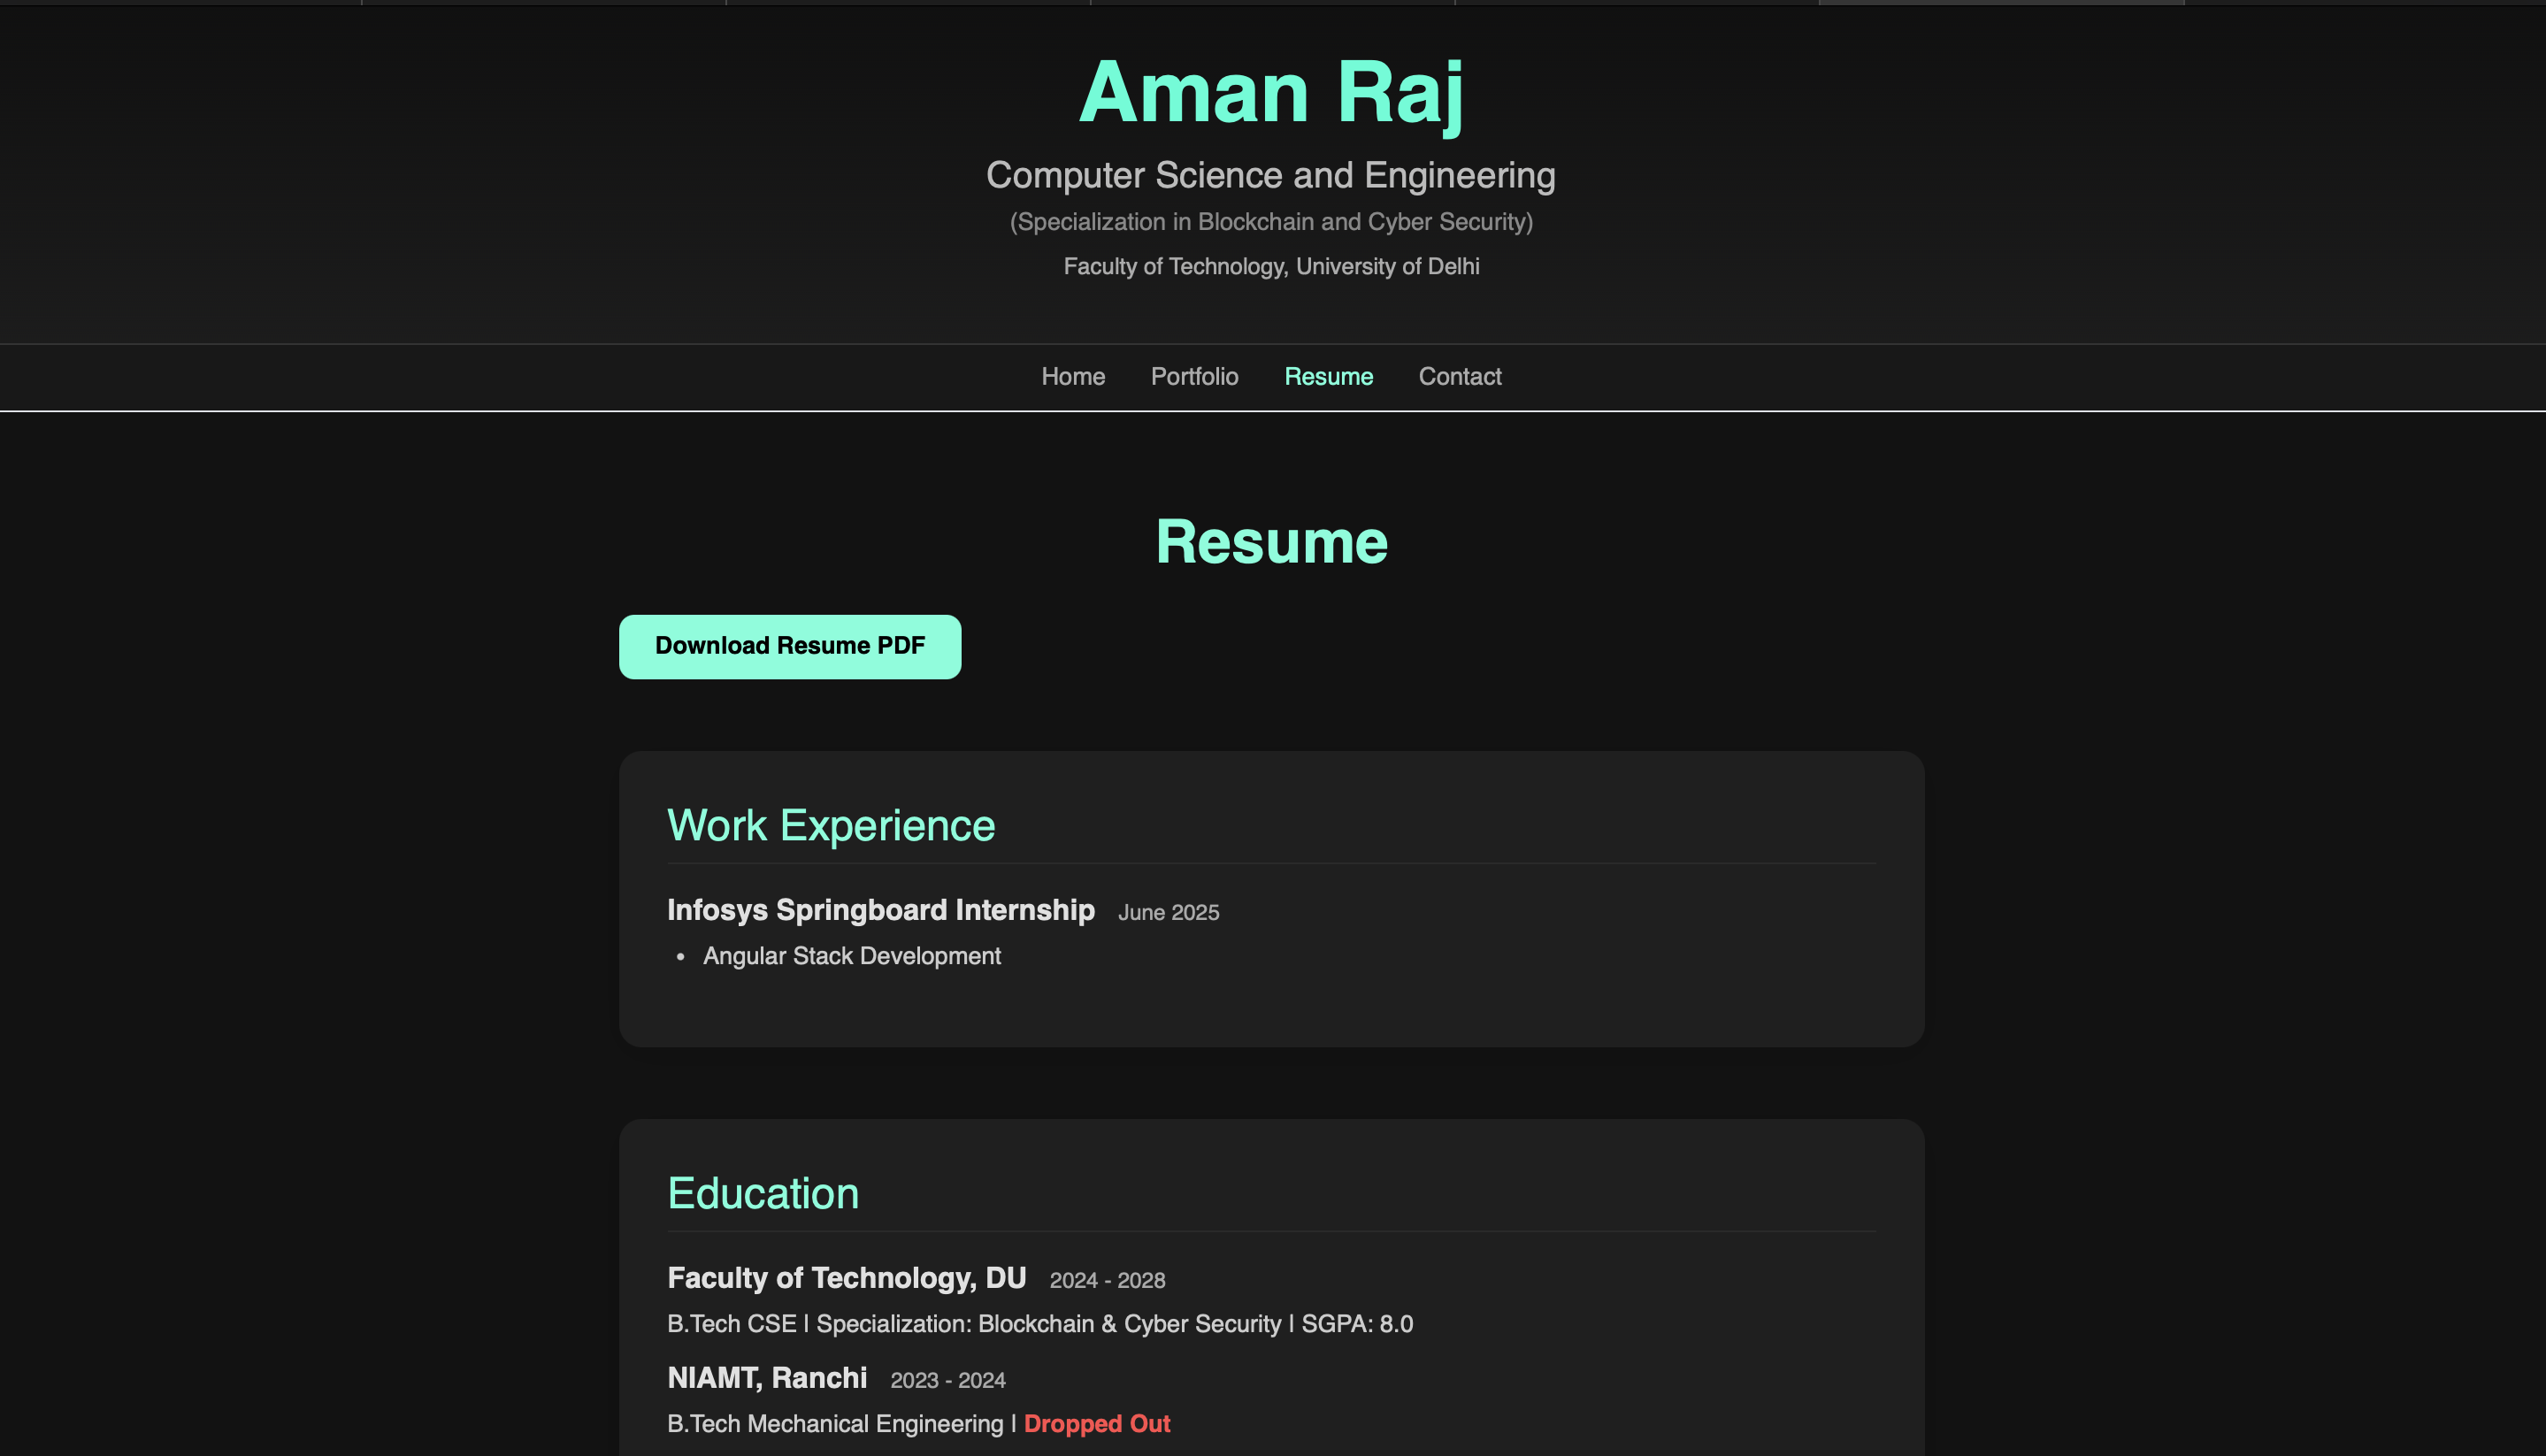 Aman Raj
Computer Science and Engineering
(Specialization in Blockchain and Cyber Security)
Faculty of Technology, University of Delhi
Home Portfolio Resume Contact
Resume
Download Resume PDF
Work Experience
Infosys Springboard Internship June 2025
• Angular Stack Development
Education
Faculty of Technology, DU 2024 - 2028
B.Tech CSE | Specialization: Blockchain & Cyber Security | SGPA: 8.0
NIAMT, Ranchi 2023 - 2024
B.Tech Mechanical Engineering | Dropped Out